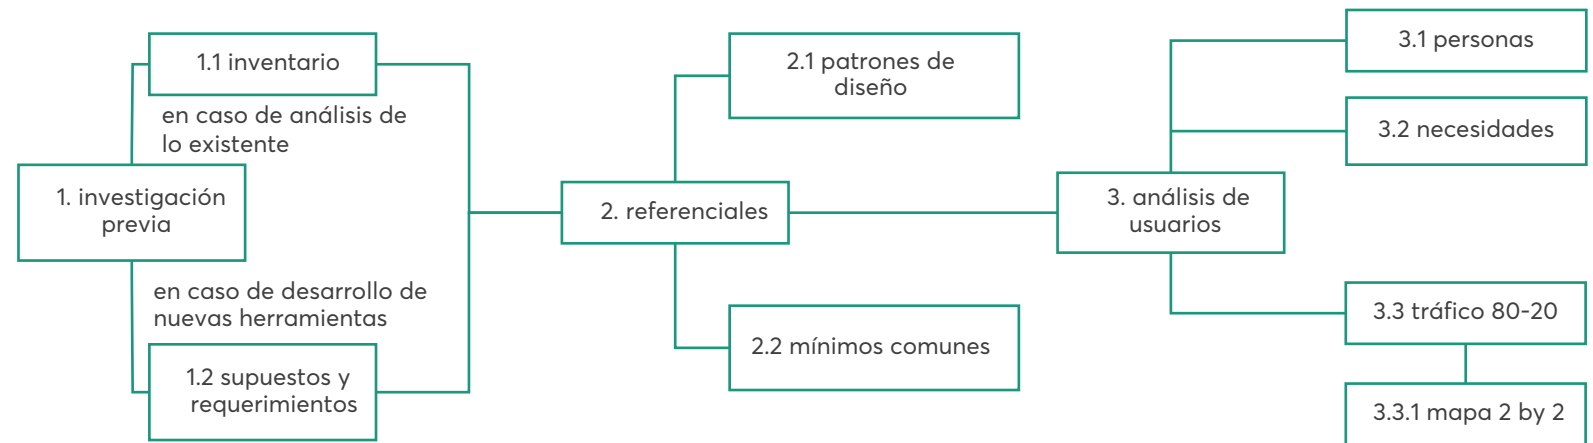 1.1 inventario
en caso de análisis de
lo existente
1. investigación
previa
en caso de desarrollo de
nuevas herramientas
1.2 supuestos y
requerimientos
2.1 patrones de
diseño
2. referenciales
2.2 mínimos comunes
3. análisis de
usuarios
3.1 personas
3.2 necesidades
3.3 tráfico 80-20
3.3.1 mapa 2 by 2